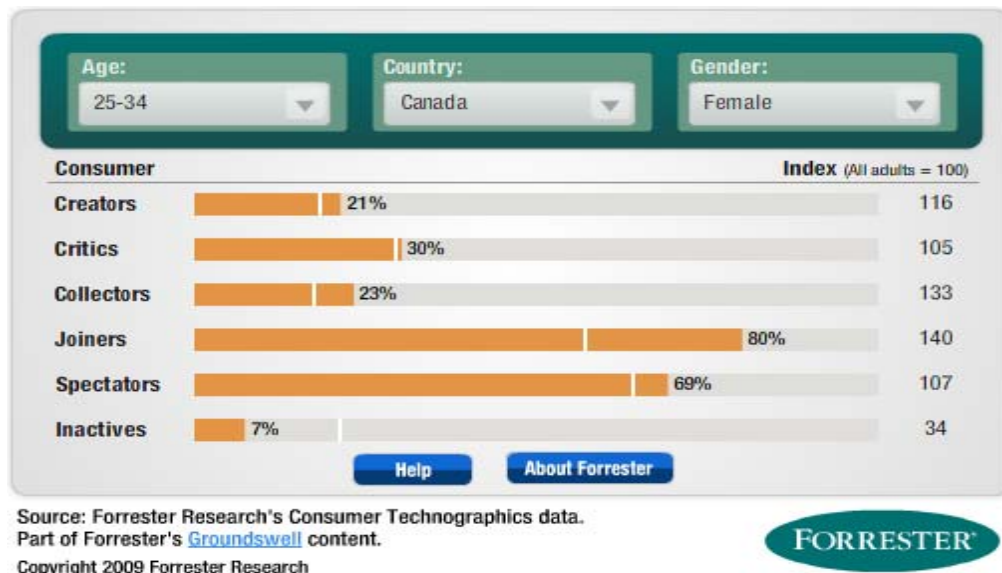 Age: Country: Gender:
25-34 Canada Female
Consumer Index (All adults = 100)
Creators 21% 116
Critics 30% 105
Collectors 23% 133
Joiners 80% 140
Spectators 69% 107
Inactives 7% 34
Help About Forrester
Source: Forrester Research's Consumer Technographics data.
Part of Forrester's Groundswell content.
FORRESTER®
Copyright 2009 Forrester Research